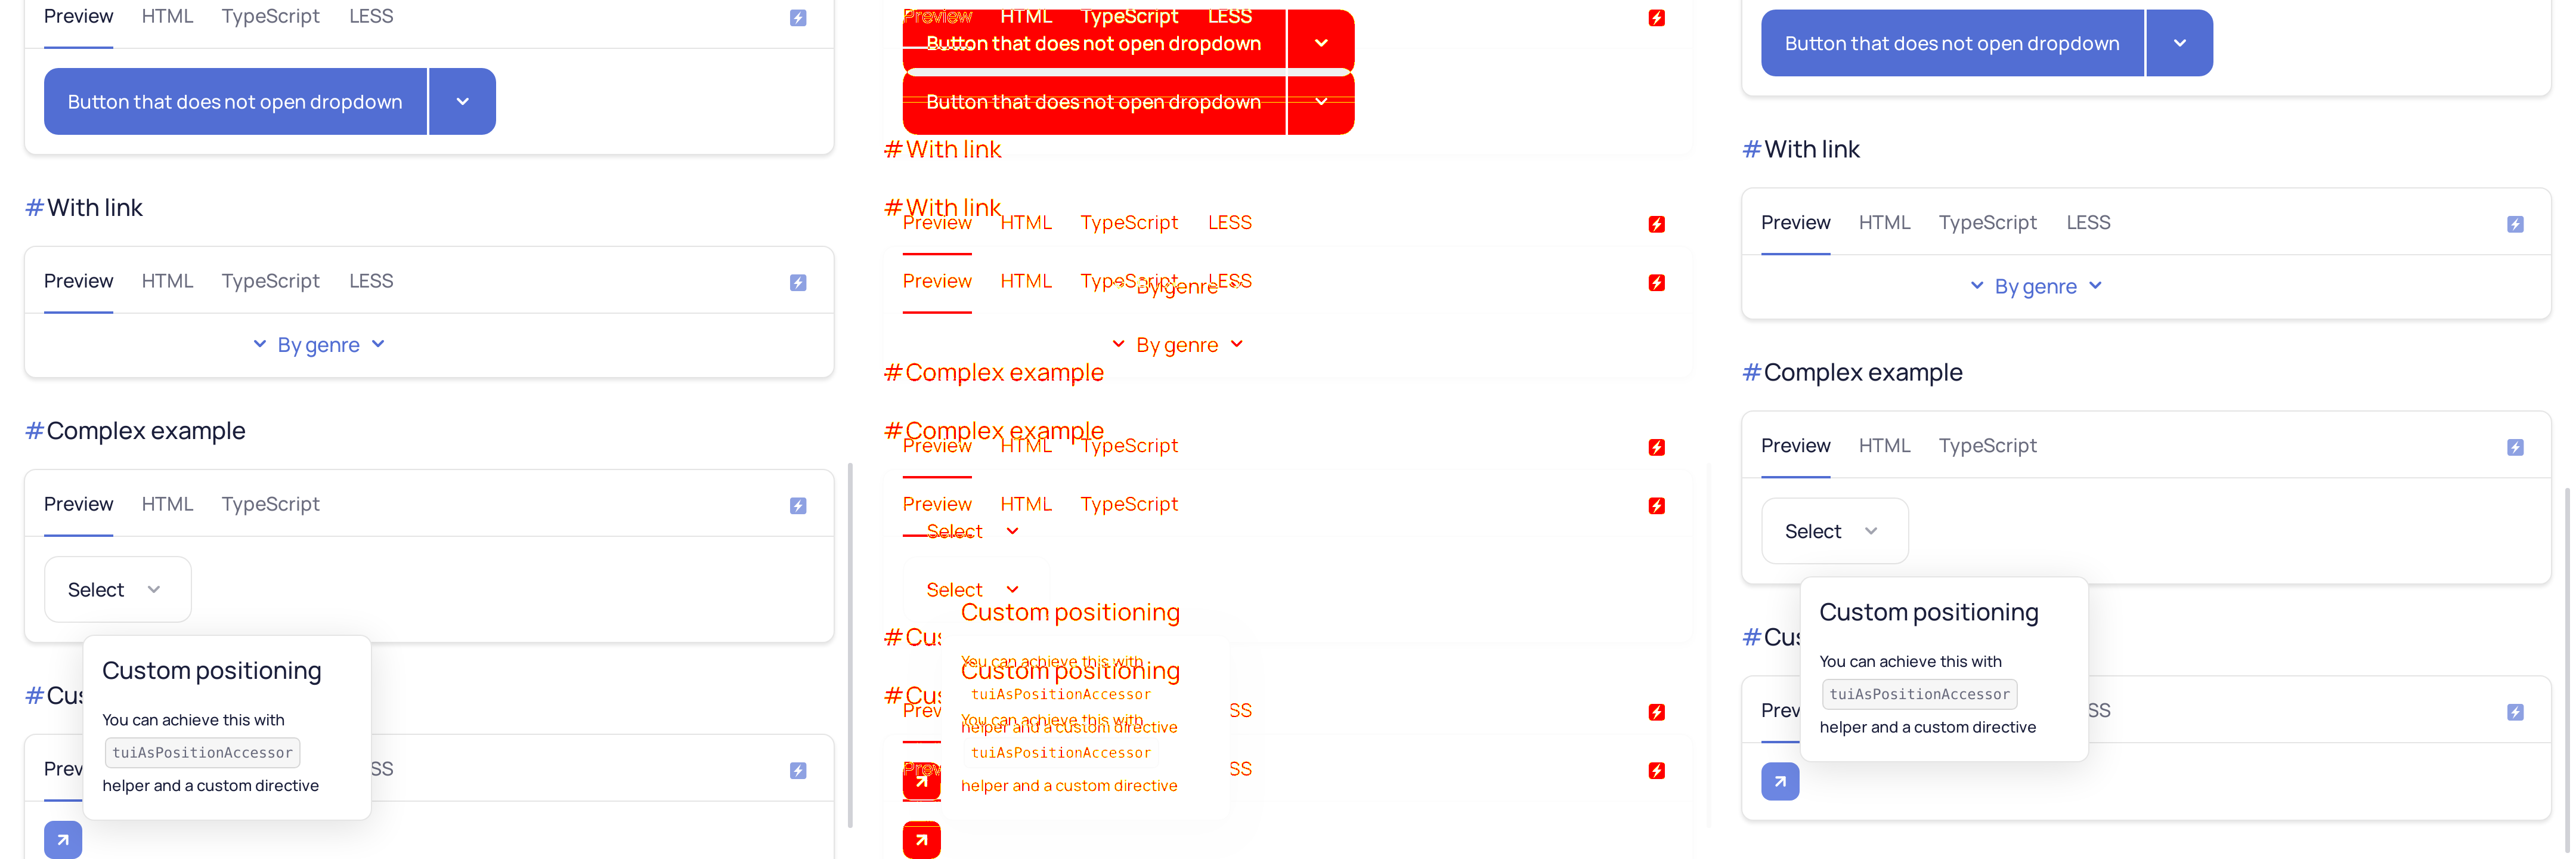 Preview HTML TypeScript LESS
Button that does not open dropdown
#With link
Preview HTML TypeScript LESS
By genre
#Complex example
Preview HTML TypeScript
Select
Custom positioning
#Cus
You can achieve this with
tuiAsPositionAccessor
Prev SS
helper and a custom directive
Preview HTML TypeScript LESS
Button that does not open dropdown
Button that does not open dropdown
#With link
#With link
Preview HTML TypeScript LESS
Preview HTML TypeScript LESS
By genre
By genre
#Complex example
#Complex example
Preview HTML TypeScript
Preview HTML TypeScript
Select
Select
Custom positioning
#Cus
You can achieve this with
Custom positioning
tuiAsPositionAccessor
#Cus
Prev SS
You can achieve this with
helper and a custom directive
tuiAsPositionAccessor
Prev SS
helper and a custom directive
Button that does not open dropdown
#With link
Preview HTML TypeScript LESS
By genre
#Complex example
Preview HTML TypeScript
Select
Custom positioning
#Cus
You can achieve this with
tuiAsPositionAccessor
Prev SS
helper and a custom directive